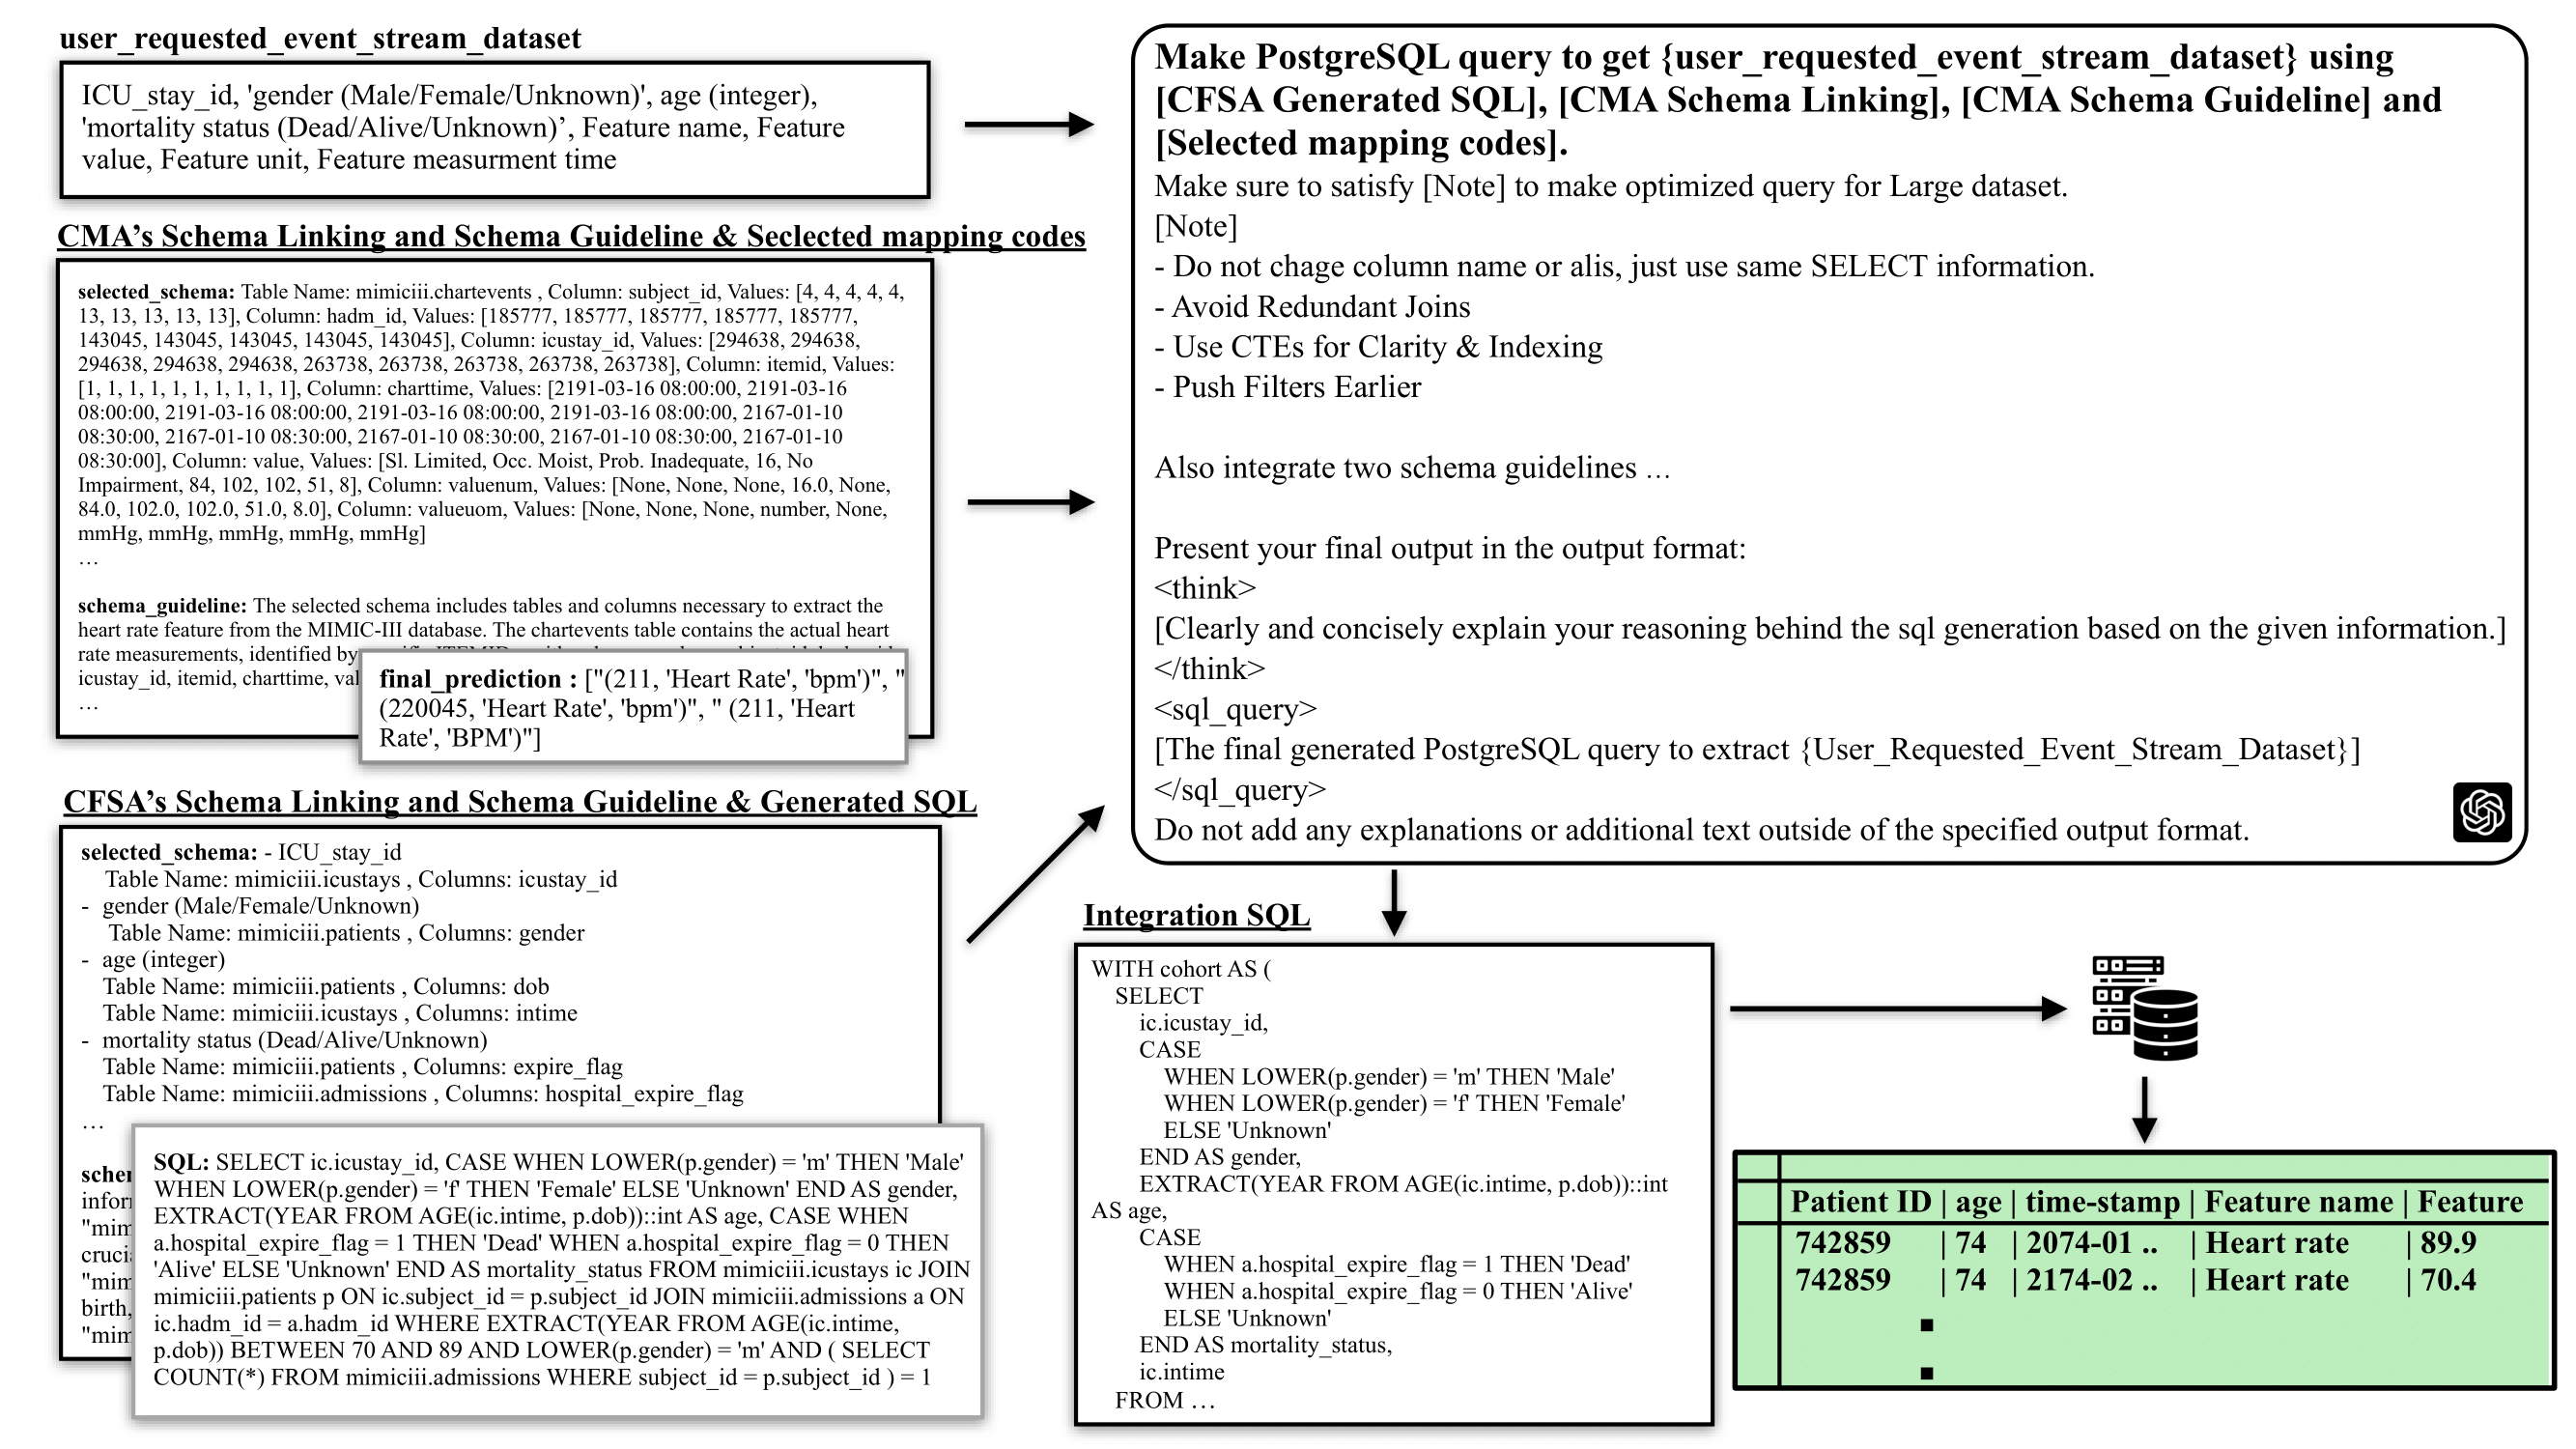 user_requested_event_stream_dataset
ICU_stay_id, 'gender (Male/Female/Unknown)', age (integer),
'mortality status (Dead/Alive/Unknown)’, Feature name, Feature
value, Feature unit, Feature measurment time
CMA’s Schema Linking and Schema Guideline & Seclected mapping codes
selected_schema: Table Name: mimiciii.chartevents , Column: subject_id, Values: [4, 4, 4, 4, 4,
13, 13, 13, 13, 13], Column: hadm_id, Values: [185777, 185777, 185777, 185777, 185777,
143045, 143045, 143045, 143045, 143045], Column: icustay_id, Values: [294638, 294638,
294638, 294638, 294638, 263738, 263738, 263738, 263738, 263738], Column: itemid, Values:
[1, 1, 1, 1, 1, 1, 1, 1, 1, 1], Column: charttime, Values: [2191-03-16 08:00:00, 2191-03-16
08:00:00, 2191-03-16 08:00:00, 2191-03-16 08:00:00, 2191-03-16 08:00:00, 2167-01-10
08:30:00, 2167-01-10 08:30:00, 2167-01-10 08:30:00, 2167-01-10 08:30:00, 2167-01-10
08:30:00], Column: value, Values: [Sl. Limited, Occ. Moist, Prob. Inadequate, 16, No
Impairment, 84, 102, 102, 51, 8], Column: valuenum, Values: [None, None, None, 16.0, None,
84.0, 102.0, 102.0, 51.0, 8.0], Column: valueuom, Values: [None, None, None, number, None,
mmHg, mmHg, mmHg, mmHg, mmHg]
…
schema_guideline: The selected schema includes tables and columns necessary to extract the
heart rate feature from the MIMIC-III database. The chartevents table contains the actual heart
rate measurements, identified by
icustay_id, itemid, charttime,
…
final_prediction : ["(211, 'Heart Rate', 'bpm')", "
(220045, 'Heart Rate', 'bpm')", " (211, 'Heart
Rate', 'BPM')"]
CFSA’s Schema Linking and Schema Guideline & Generated SQL
selected_schema: - ICU_stay_id
Table Name: mimiciii.icustays , Columns: icustay_id
- gender (Male/Female/Unknown)
Table Name: mimiciii.patients , Columns: gender
- age (integer)
Table Name: mimiciii.patients , Columns: dob
Table Name: mimiciii.icustays , Columns: intime
- mortality status (Dead/Alive/Unknown)
Table Name: mimiciii.patients , Columns: expire_flag
Table Name: mimiciii.admissions , Columns: hospital_expire_flag
…
birth,
SQL: SELECT ic.icustay_id, CASE WHEN LOWER(p.gender) = 'm' THEN 'Male'
WHEN LOWER(p.gender) = 'f' THEN 'Female' ELSE 'Unknown' END AS gender,
EXTRACT(YEAR FROM AGE(ic.intime, p.dob))::int AS age, CASE WHEN
a.hospital_expire_flag = 1 THEN 'Dead' WHEN a.hospital_expire_flag = 0 THEN
'Alive' ELSE 'Unknown' END AS mortality_status FROM mimiciii.icustays ic JOIN
mimiciii.patients p ON ic.subject_id = p.subject_id JOIN mimiciii.admissions a ON
ic.hadm_id = a.hadm_id WHERE EXTRACT(YEAR FROM AGE(ic.intime,
p.dob)) BETWEEN 70 AND 89 AND LOWER(p.gender) = 'm' AND ( SELECT
COUNT(*) FROM mimiciii.admissions WHERE subject_id = p.subject_id ) = 1
Make PostgreSQL query to get {user_requested_event_stream_dataset} using
[CFSA Generated SQL], [CMA Schema Linking], [CMA Schema Guideline] and
[Selected mapping codes].
Make sure to satisfy [Note] to make optimized query for Large dataset.
[Note]
- Do not chage column name or alis, just use same SELECT information.
- Avoid Redundant Joins
- Use CTEs for Clarity & Indexing
- Push Filters Earlier
Also integrate two schema guidelines …
Present your final output in the output format:
<think>
[Clearly and concisely explain your reasoning behind the sql generation based on the given information.]
</think>
<sql_query>
[The final generated PostgreSQL query to extract {User_Requested_Event_Stream_Dataset}]
</sql_query>
Do not add any explanations or additional text outside of the specified output format.
Integration SQL
WITH cohort AS (
SELECT
ic.icustay_id,
CASE
WHEN LOWER(p.gender) = 'm' THEN 'Male'
WHEN LOWER(p.gender) = 'f' THEN 'Female'
ELSE 'Unknown'
END AS gender,
EXTRACT(YEAR FROM AGE(ic.intime, p.dob))::int
AS age,
CASE
WHEN a.hospital_expire_flag = 1 THEN 'Dead'
WHEN a.hospital_expire_flag = 0 THEN 'Alive'
ELSE 'Unknown'
END AS mortality_status,
ic.intime
FROM …
Patient ID | age | time-stamp | Feature name | Feature
742859 | 74 | 2074-01 .. | Heart rate | 89.9
742859 | 74 | 2174-02 .. | Heart rate | 70.4